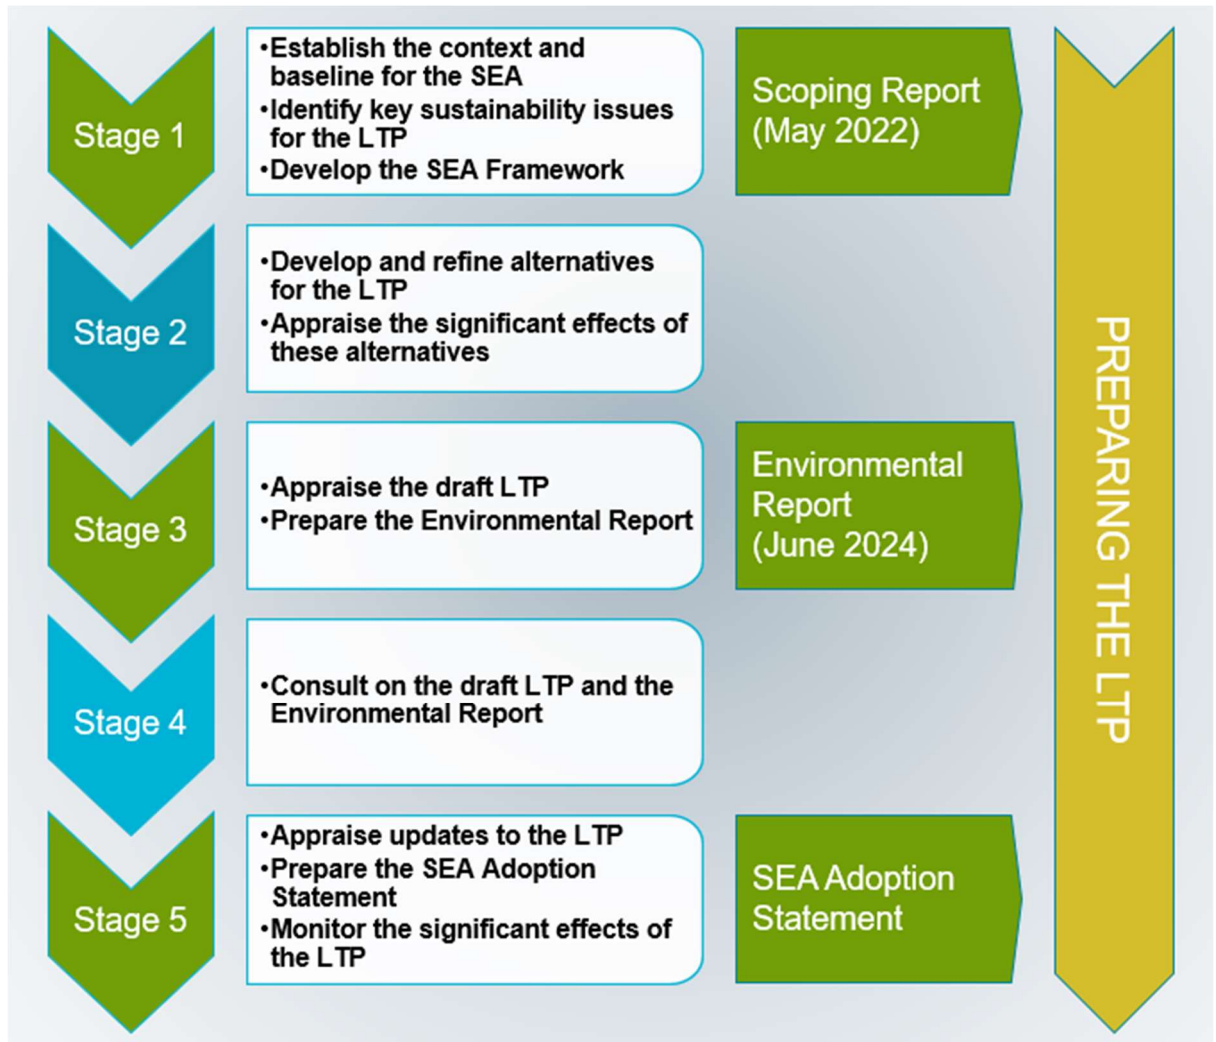 Stage 1
•Establish the context and
baseline for the SEA
•Identify key sustainability issues
for the LTP
•Develop the SEA Framework
Scoping Report
(May 2022)
Stage 2
•Develop and refine alternatives
for the LTP
•Appraise the significant effects of
these alternatives
Stage 3
•Appraise the draft LTP
•Prepare the Environmental Report
Environmental
Report
(June 2024)
Stage 4
•Consult on the draft LTP and the
Environmental Report
Stage 5
•Appraise updates to the LTP
•Prepare the SEA Adoption
Statement
•Monitor the significant effects of
the LTP
SEA Adoption
Statement
PREPARING THE LTP